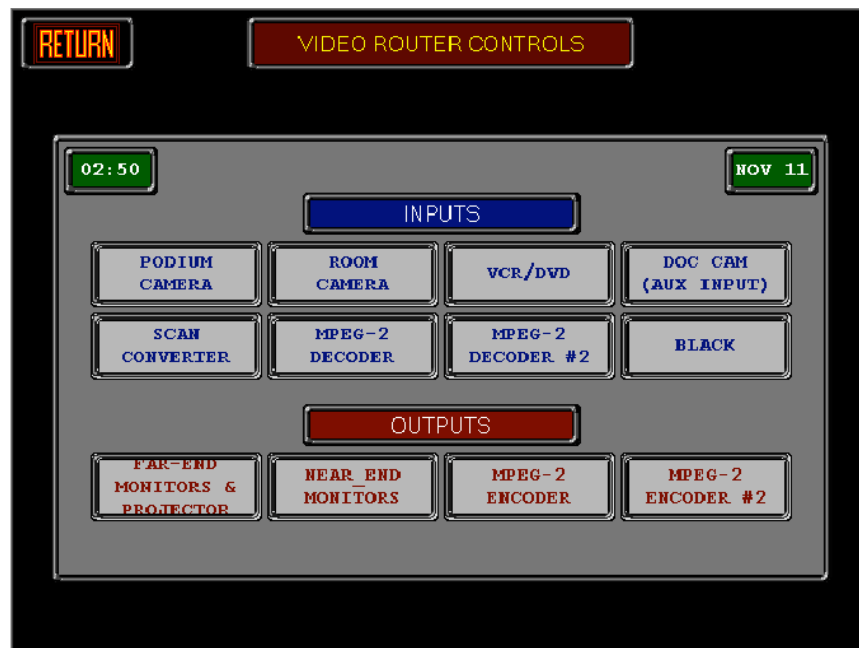 RETURN
VIDEO ROUTER CONTROLS
02:50
NOV 11
INPUTS
PODIUM
CAMERA
ROOM
CAMERA
VCR/DVD
DOC CAM
(AUX INPUT)
SCAN
CONVERTER
MPEG-2
DECODER
MPEG-2
DECODER #2
BLACK
OUTPUTS
FAR-END
MONITORS &
PROJECTOR
NEAR_END
MONITORS
MPEG-2
ENCODER
MPEG-2
ENCODER #2